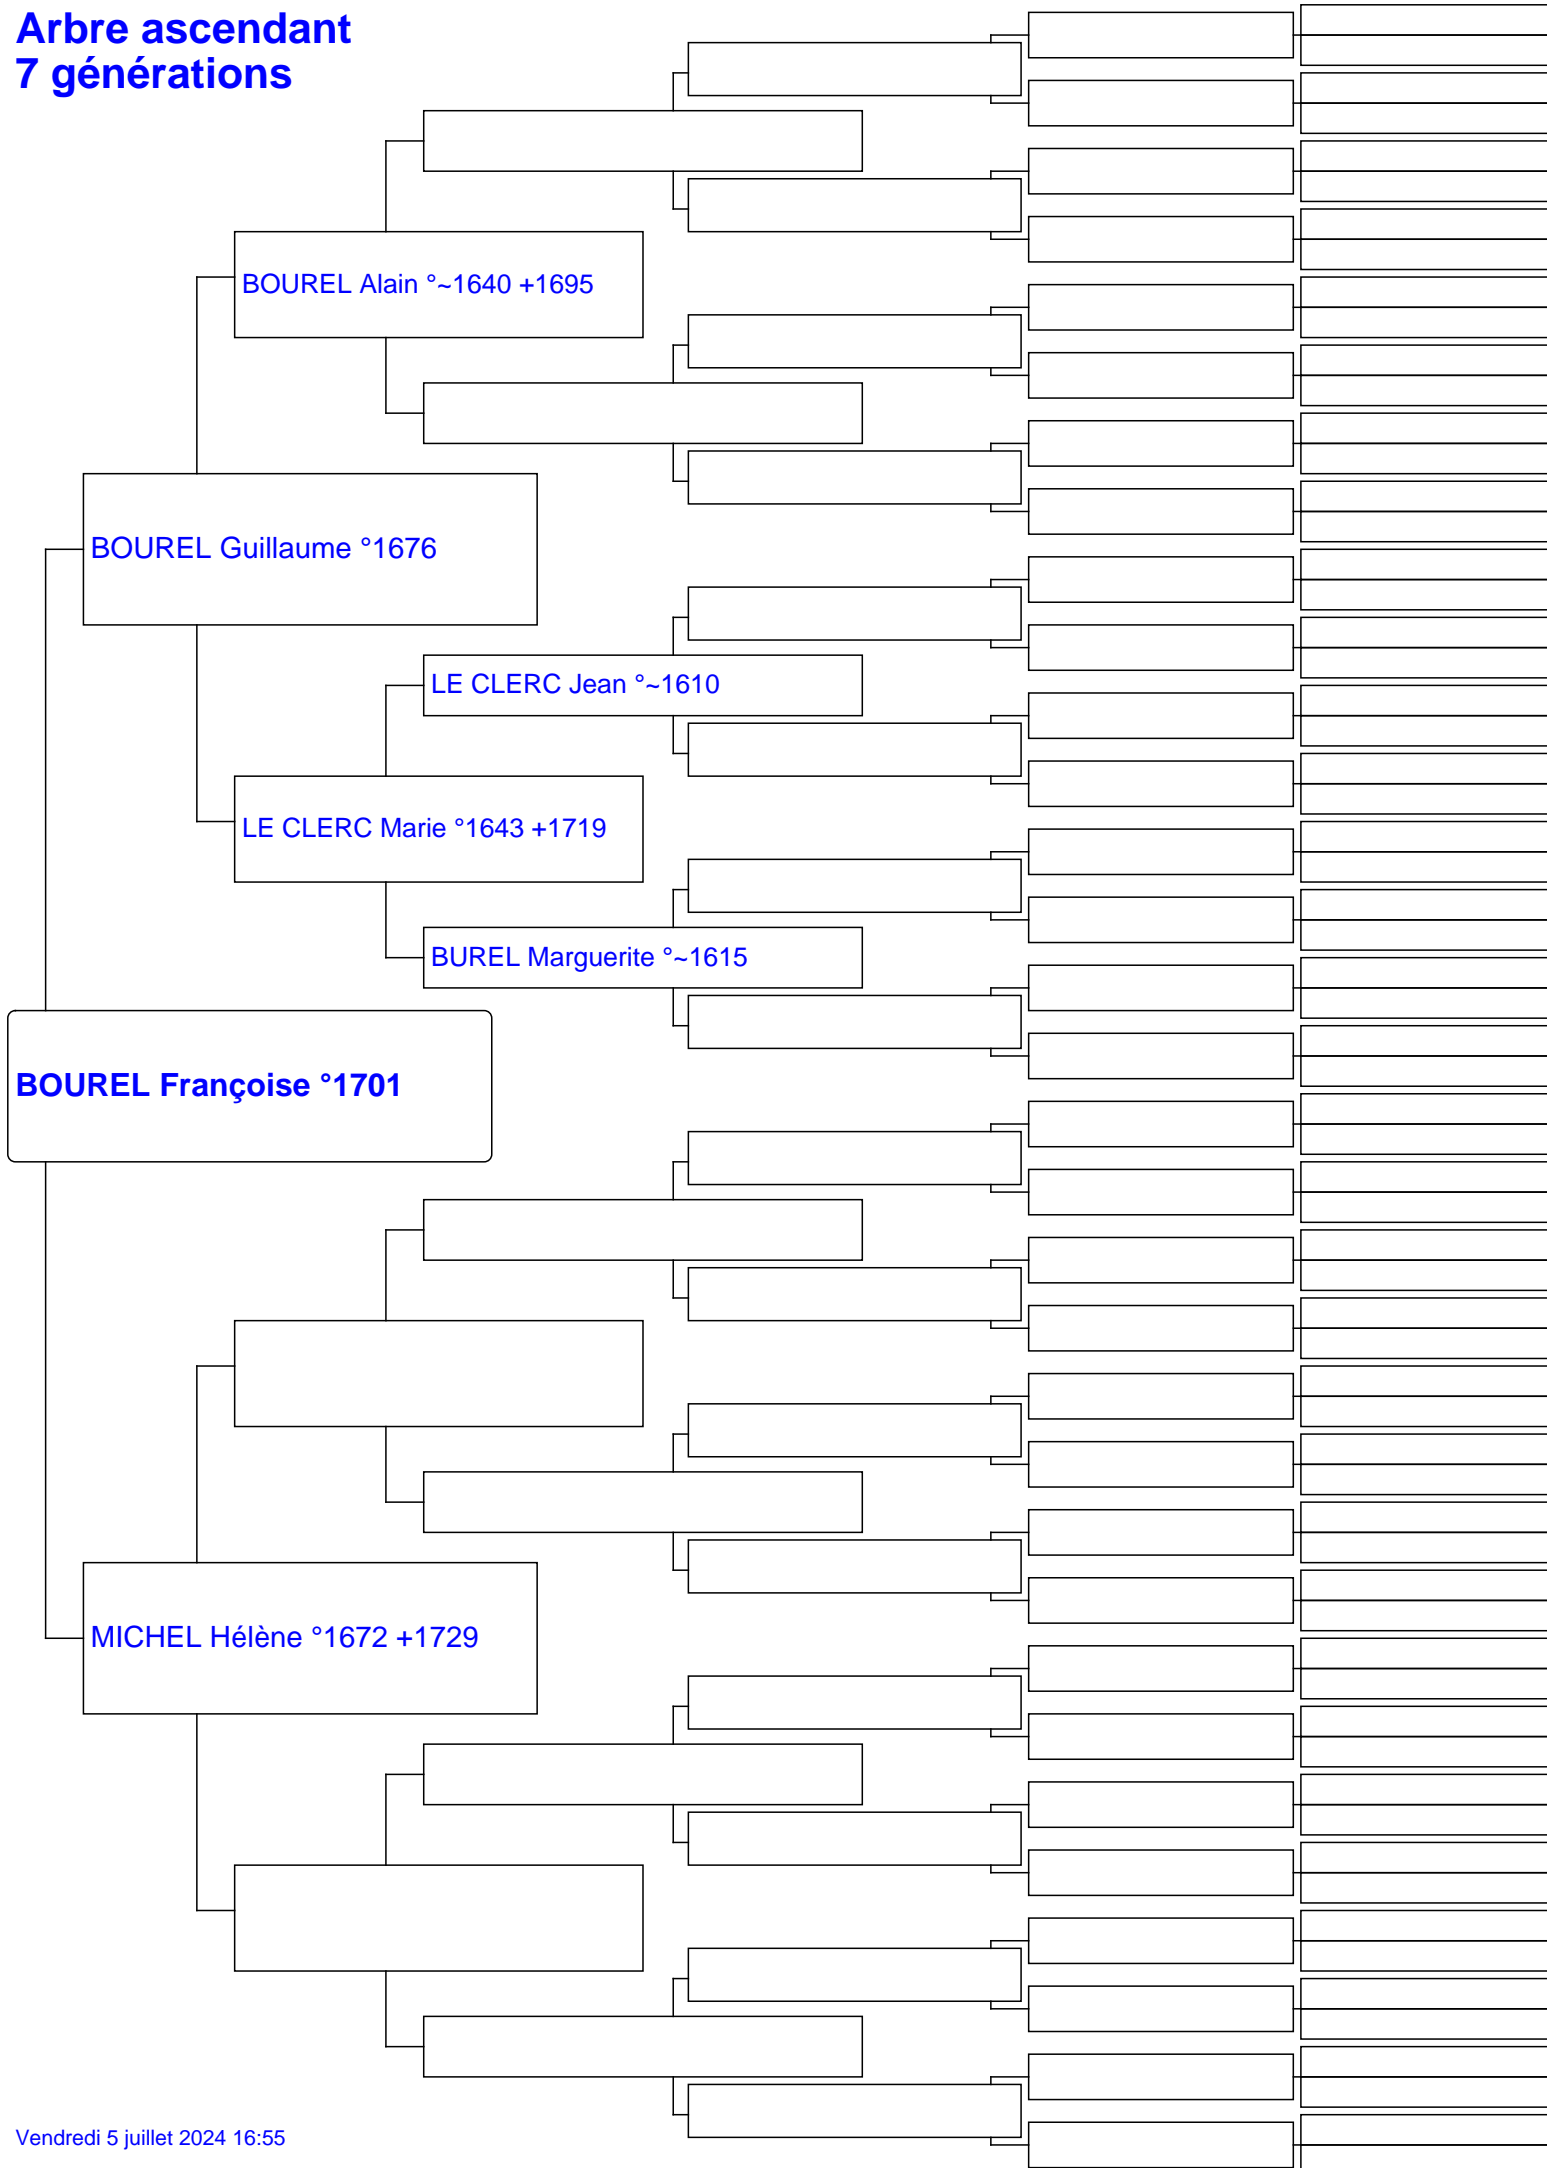 Arbre ascendant
7 générations
BOUREL Alain °~1640 +1695
BOUREL Guillaume °1676
LE CLERC Jean °~1610
LE CLERC Marie °1643 +1719
BUREL Marguerite °~1615
BOUREL Françoise °1701
MICHEL Hélène °1672 +1729
Vendredi 5 juillet 2024 16:55